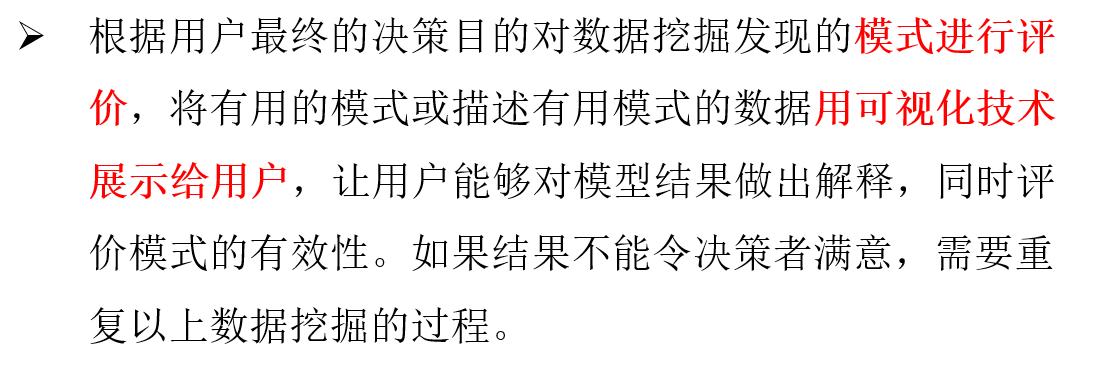 ➢ 根据用户最终的决策目的对数据挖掘发现的模式进行评
价，将有用的模式或描述有用模式的数据用可视化技术
展示给用户，让用户能够对模型结果做出解释，同时评
价模式的有效性。如果结果不能令决策者满意，需要重
复以上数据挖掘的过程。